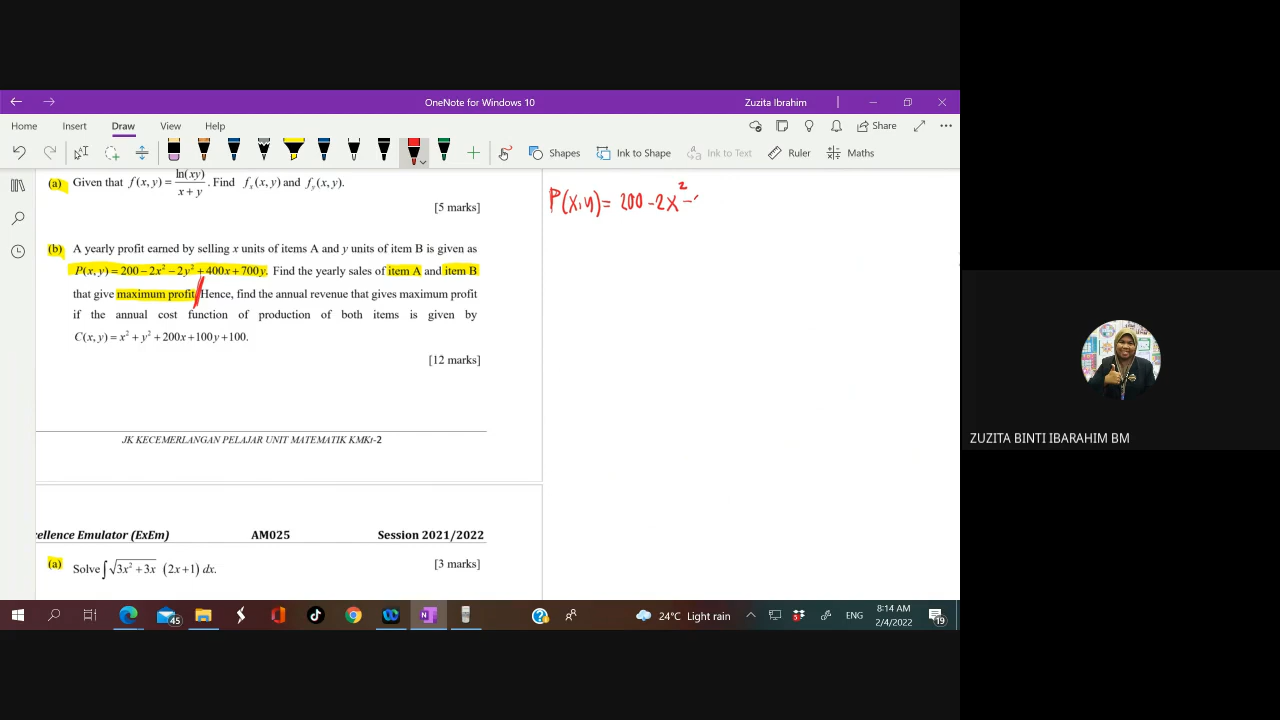 OneNote for Windows 10
Zuzita Ibrahim
Home Insert Draw View Help
Share
Shapes Ink to Shape Ink to Text Ruler Maths
(a) Given that f(x, y) = ln(xy) / x + y. Find fₓ(x, y) and fᵧ(x, y).
[5 marks]
(b) A yearly profit earned by selling x units of items A and y units of item B is given as
P(x, y) = 200 − 2x² − 2y² + 400x + 700y. Find the yearly sales of item A and item B
that give maximum profit. Hence, find the annual revenue that gives maximum profit
if the annual cost function of production of both items is given by
C(x, y) = x² + y² + 200x + 100y + 100.
[12 marks]
JK KECEMERLANGAN PELAJAR UNIT MATEMATIK KMKt-2
cellence Emulator (ExEm) AM025 Session 2021/2022
(a) Solve ∫ √3x² + 3x (2x + 1) dx.
[3 marks]
P(x,y) = 200 − 2x² −
ZUZITA BINTI IBARAHIM BM
45
24°C Light rain
5
ENG
8:14 AM
2/4/2022
19